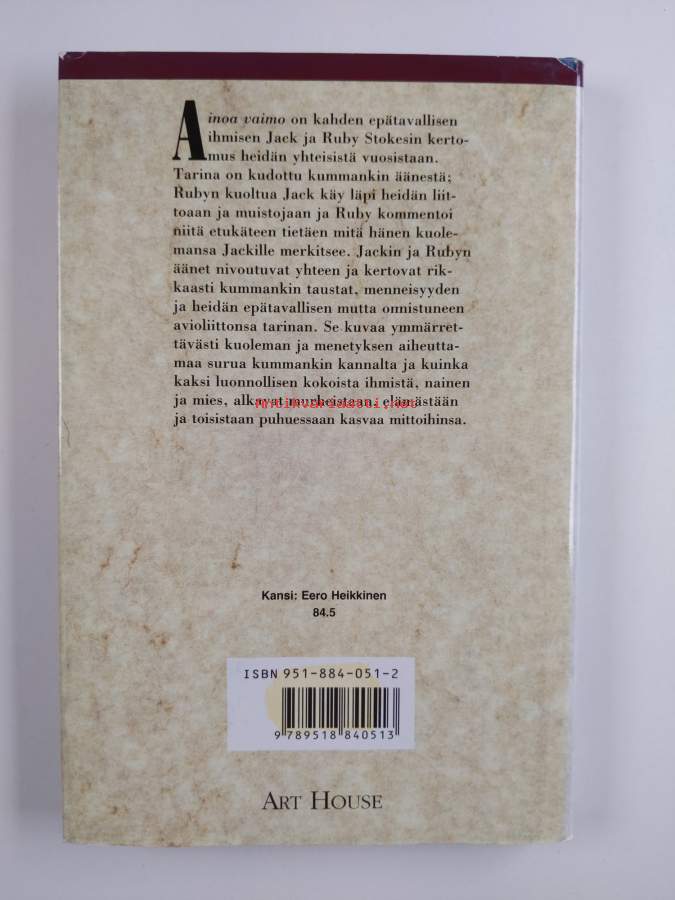 Ainoa vaimo on kahden epätavallisen
ihmisen Jack ja Ruby Stokesin kerto-
mus heidän yhteisistä vuosistaan.
Tarina on kudottu kummankin äänestä;
Rubyn kuoltua Jack käy läpi heidän liit-
toaan ja muistojaan ja Ruby kommentoi
niitä etukäteen tietäen mitä hänen kuole-
mansa Jackille merkitsee. Jackin ja Rubyn
äänet nivoutuvat yhteen ja kertovat rik-
kaasti kummankin taustat, menneisyyden
ja heidän epätavallisen mutta onnistuneen
avioliittonsa tarinan. Se kuvaa ymmärret-
tävästi kuoleman ja menetyksen aiheutta-
maa surua kummankin kannalta ja kuinka
kaksi luonnollisen kokoista ihmistä, nainen
ja mies, alkavat murheistaan, elämästään
Antikvariaatti.net
ja toisistaan puhuessaan kasvaa mittoihinsa.
Kansi: Eero Heikkinen
84.5
ISBN 951-884-051-2
9 789518 840513
ART HOUSE